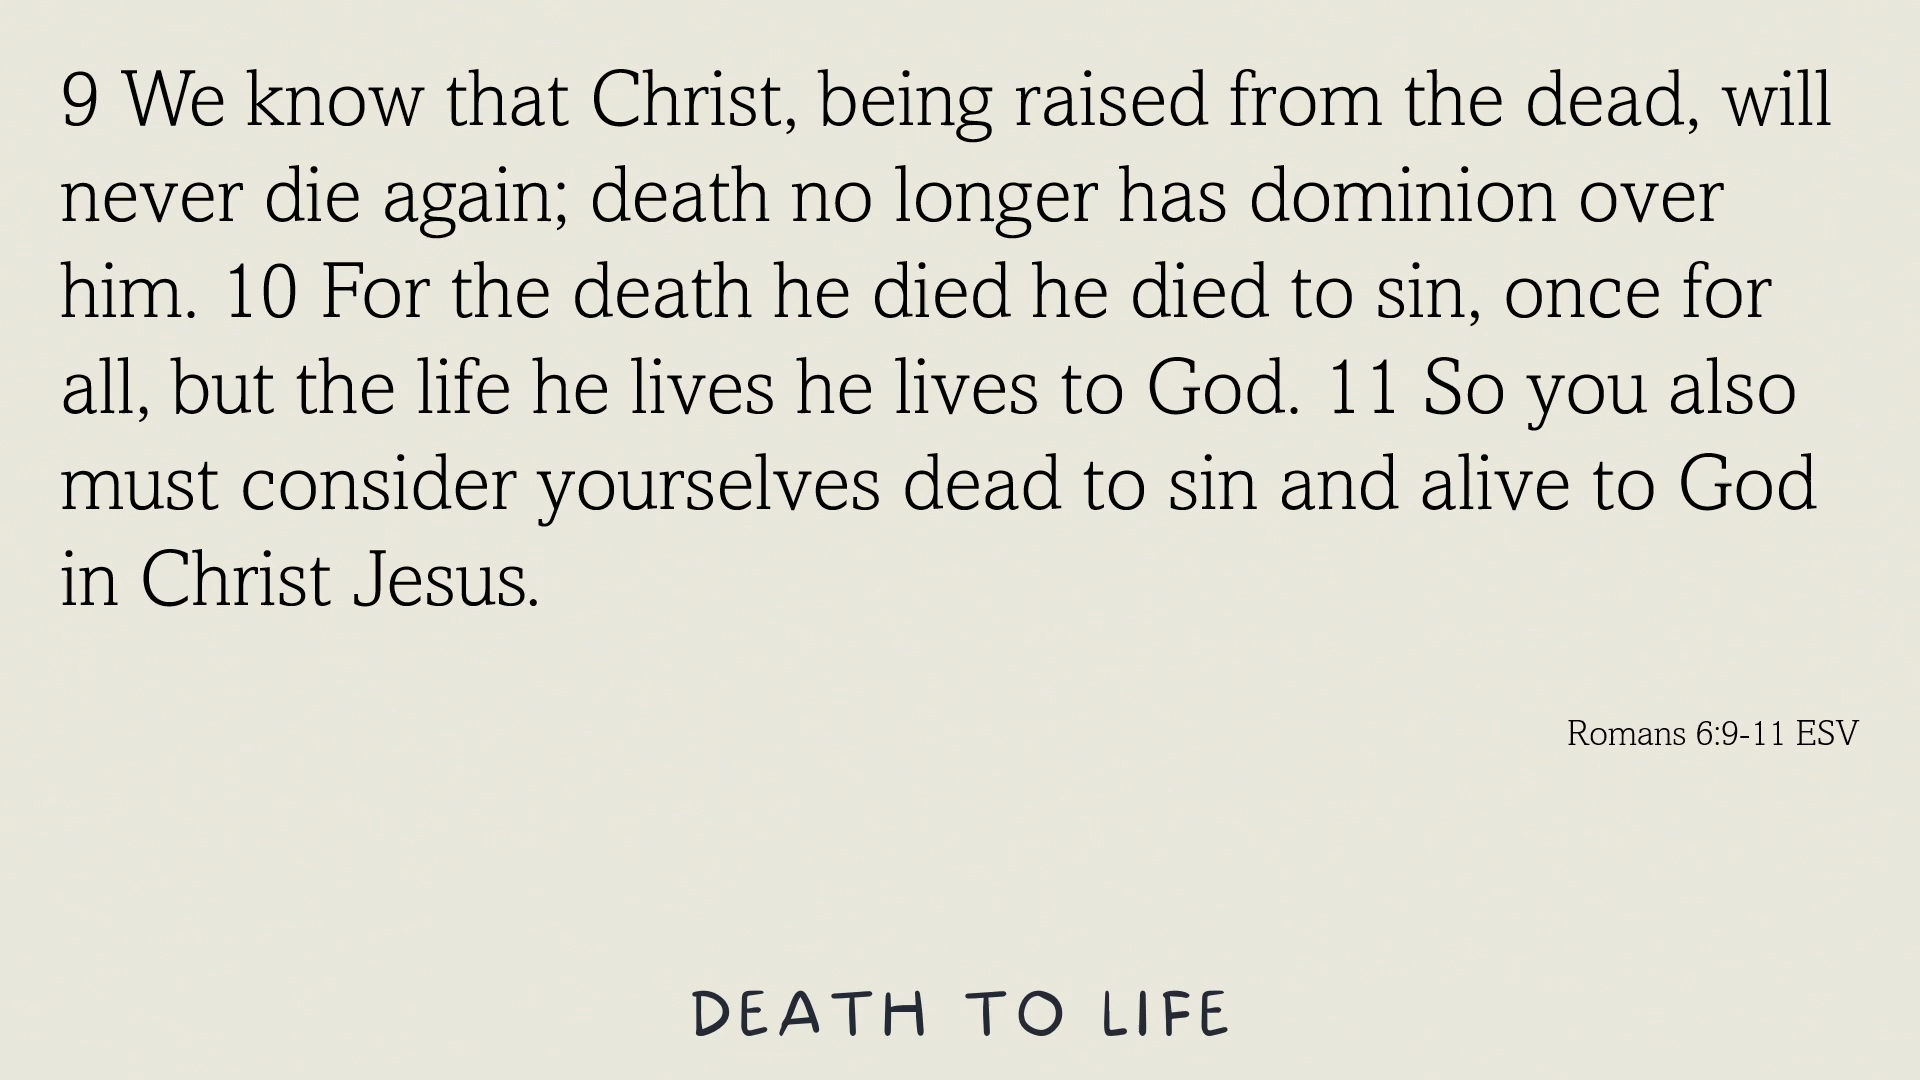 9 We know that Christ, being raised from the dead, will
never die again; death no longer has dominion over
him. 10 For the death he died he died to sin, once for
all, but the life he lives he lives to God. 11 So you also
must consider yourselves dead to sin and alive to God
in Christ Jesus.
Romans 6:9-11 ESV
DEATH TO LIFE